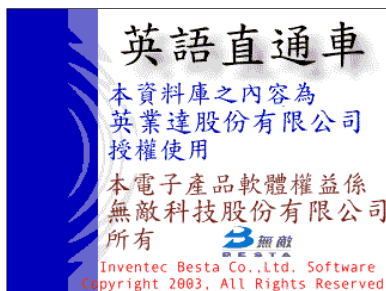 英語直通車
本資料庫之內容為
英業達股份有限公司
授權使用
本電子產品軟體權益係
無敵科技股份有限公司
所有
無敵
BESTA
Inventec Besta Co.,Ltd. Software
Copyright 2003, All Rights Reserved